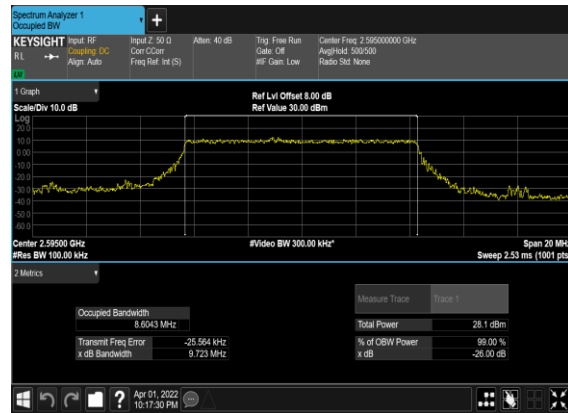 Spectrum Analyzer 1
Occupied BW
KEYSIGHT
RL
Input: RF
Coupling: DC
Align: Auto
Input Z: 50 Ω
Corr CCorr
Freq Ref: Int (S)
Atten: 40 dB
Trig: Free Run
Gate: Off
#IF Gain: Low
Center Freq: 2.595000000 GHz
Avg|Hold: 500/500
Radio Std: None
1 Graph
Scale/Div 10.0 dB
Ref Lvl Offset 8.00 dB
Ref Value 30.00 dBm
Log
20.0
10.0
0.00
-10.0
-20.0
-30.0
-40.0
-50.0
-60.0
Center 2.59500 GHz
#Res BW 100.00 kHz
#Video BW 300.00 kHz*
Span 20 MHz
Sweep 2.53 ms (1001 pts
2 Metrics
Measure Trace Trace 1
Occupied Bandwidth
8.6043 MHz
Total Power 28.1 dBm
Transmit Freq Error -25.564 kHz
% of OBW Power 99.00 %
x dB Bandwidth 9.723 MHz
x dB -26.00 dB
?
Apr 01, 2022
10:17:30 PM